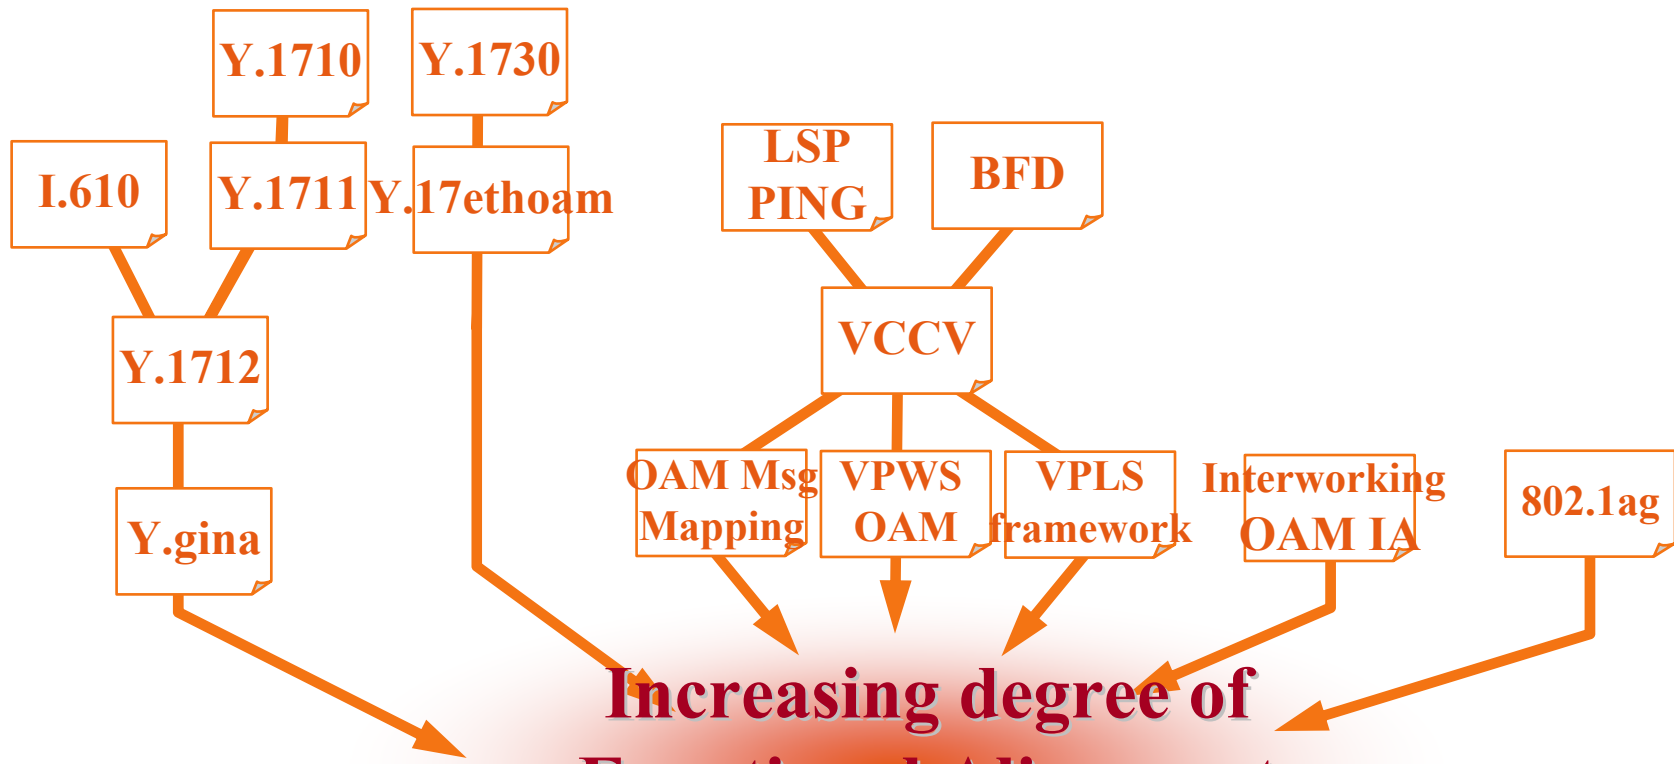 Y.1710
Y.1730
I.610
Y.1711
Y.17ethoam
LSP
PING
BFD
Y.1712
VCCV
Y.gina
OAM Msg
Mapping
VPWS
OAM
VPLS
framework
Interworking
OAM IA
802.1ag
Increasing degree of